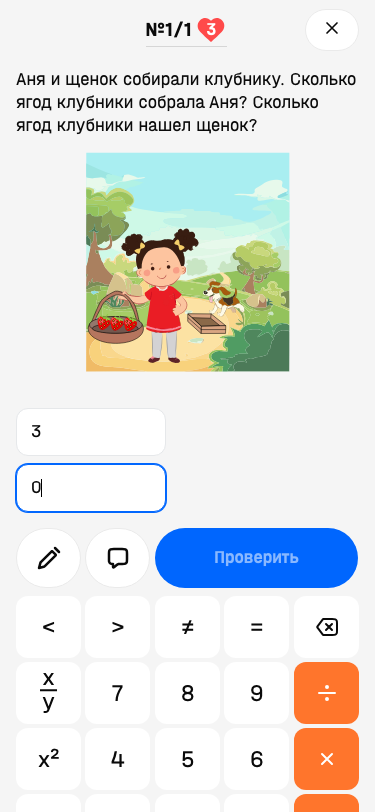 №1/1 3
Аня и щенок собирали клубнику. Сколько
ягод клубники собрала Аня? Сколько
ягод клубники нашел щенок?
3
0
Проверить
< > ≠ =
x/y 7 8 9 ÷
x² 4 5 6 ×